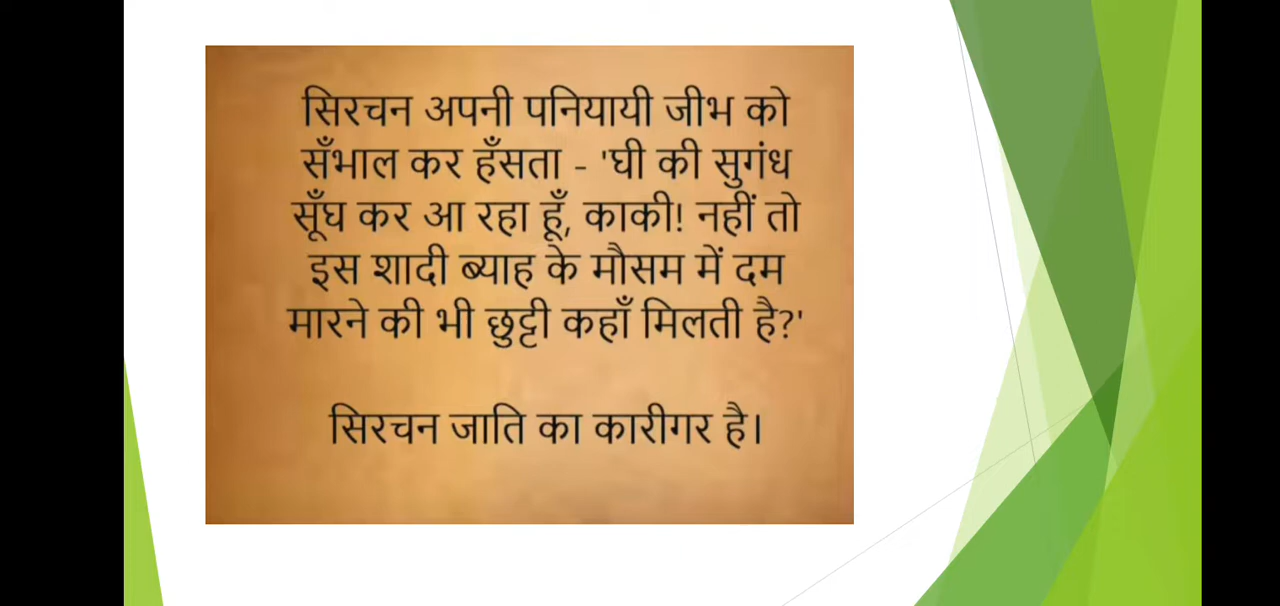 सिरचन अपनी पनियायी जीभ को
सँभाल कर हँसता - 'घी की सुगंध
सूँघ कर आ रहा हूँ, काकी! नहीं तो
इस शादी ब्याह के मौसम में दम
मारने की भी छुट्टी कहाँ मिलती है?'
सिरचन जाति का कारीगर है।